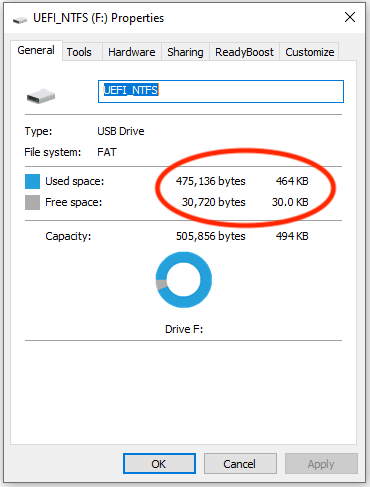 UEFI_NTFS (F:) Properties
General Tools Hardware Sharing ReadyBoost Customize
UEFI_NTFS
Type: USB Drive
File system: FAT
Used space: 475,136 bytes 464 KB
Free space: 30,720 bytes 30.0 KB
Capacity: 505,856 bytes 494 KB
Drive F:
OK Cancel Apply